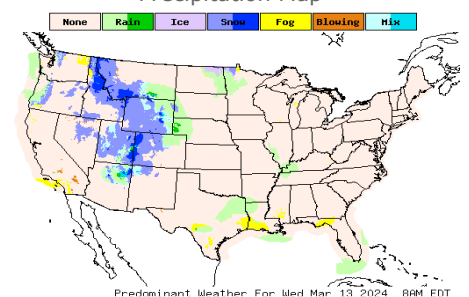 Precipitation Map
None Rain Ice Snow Fog Blowing Mix
Predominant Weather For Wed Mar 13 2024 8AM EDT